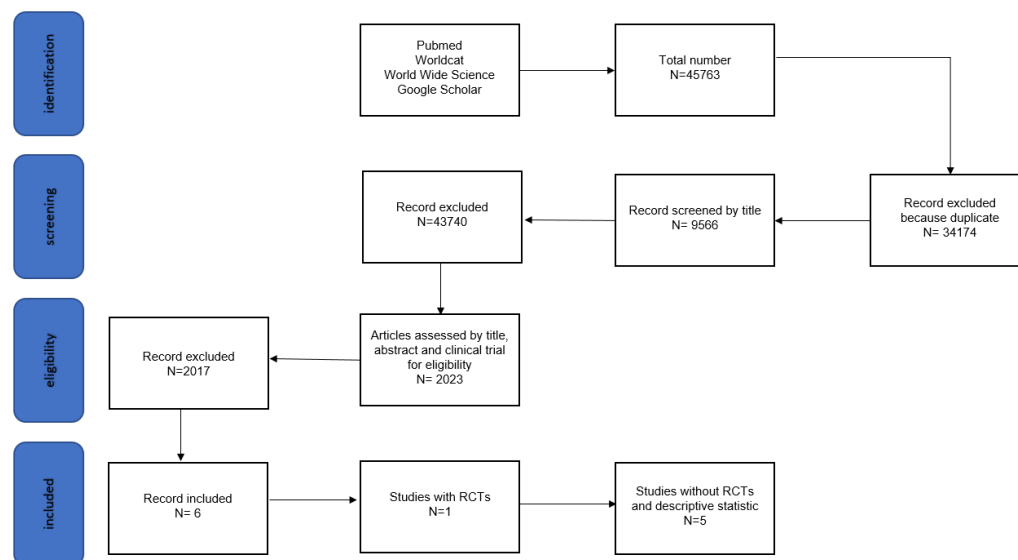 identification
Pubmed
Worldcat
World Wide Science
Google Scholar
Total number
N=45763
screening
Record excluded
N=43740
Record screened by title
N= 9566
Record excluded
because duplicate
N= 34174
eligibility
Record excluded
N=2017
Articles assessed by title,
abstract and clinical trial
for eligibility
N= 2023
included
Record included
N= 6
Studies with RCTs
N=1
Studies without RCTs
and descriptive statistic
N=5